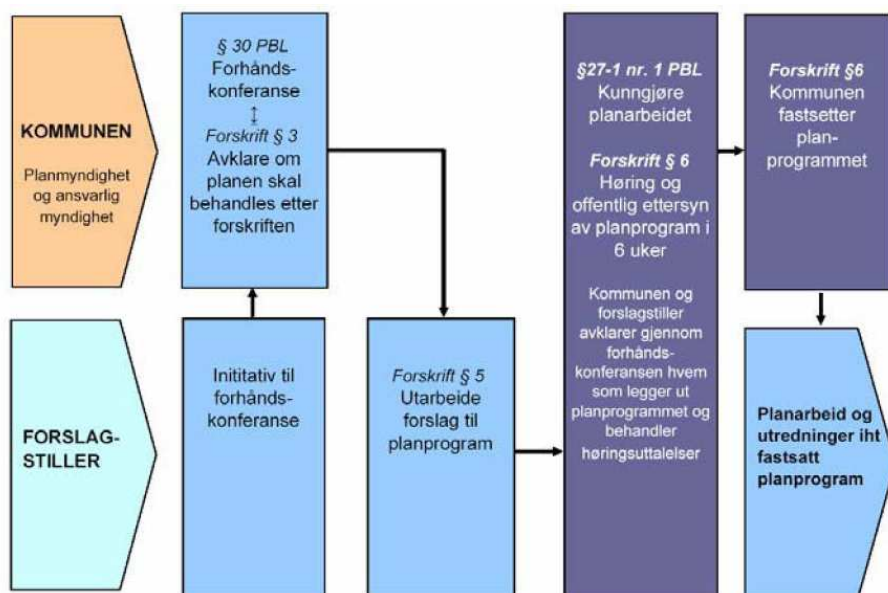 KOMMUNEN
Planmyndighet
og ansvarlig
myndighet
§ 30 PBL
Forhånds-
konferanse
↕
Forskrift § 3
Avklare om
planen skal
behandles etter
forskriften
§27-1 nr. 1 PBL
Kunngjøre
planarbeidet
Forskrift § 6
Høring og
offentlig ettersyn
av planprogram i
6 uker
Kommunen og
forslagstiller
avklarer gjennom
forhånds-
konferansen hvem
som legger ut
planprogrammet og
behandler
høringsuttalelser
Forskrift §6
Kommunen
fastsetter
plan-
programmet
FORSLAG-
STILLER
Inititativ til
forhånds-
konferanse
Forskrift § 5
Utarbeide
forslag til
planprogram
Planarbeid og
utredninger iht
fastsatt
planprogram